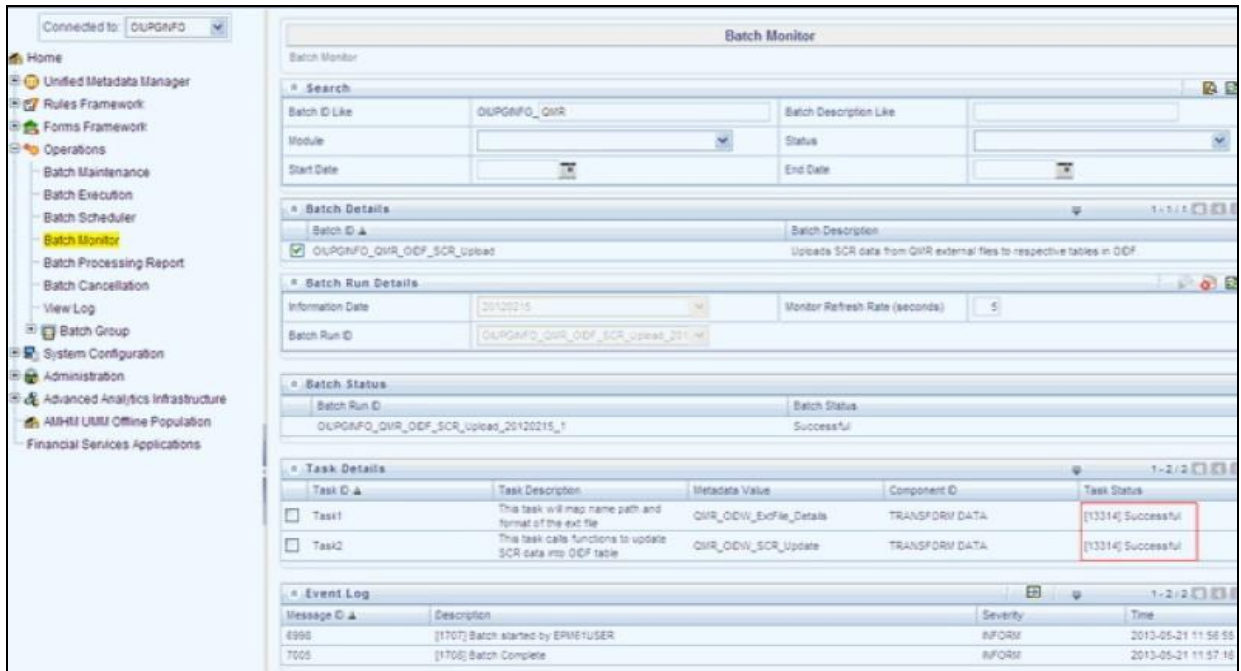 Connected to: OIUPGINFO
Home
Unified Metadata Manager
Rules Framework
Forms Framework
Operations
Batch Maintenance
Batch Execution
Batch Scheduler
Batch Monitor
Batch Processing Report
Batch Cancellation
View Log
Batch Group
System Configuration
Administration
Advanced Analytics Infrastructure
AMHM UMM Offline Population
Financial Services Applications
Batch Monitor
Batch Monitor
Search
Batch ID Like OIUPGINFO_ QMR Batch Description Like
Module Status
Start Date End Date
Batch Details 1-1 / 1
Batch ID Batch Description
OIUPGINFO_QMR_OIDF_SCR_Upload Uploads SCR data from QMR external files to respective tables in OIDF
Batch Run Details
Information Date 20120215 Monitor Refresh Rate (seconds) 5
Batch Run ID OIUPGINFO_QMR_OIDF_SCR_Upload_201
Batch Status
Batch Run ID Batch Status
OIUPGINFO_QMR_OIDF_SCR_Upload_20120215_1 Successful
Task Details 1-2 / 2
Task ID Task Description Metadata Value Component ID Task Status
Task1 This task will map name path and format of the ext file QMR_ODIW_ExtFile_Details TRANSFORM DATA [13314] Successful
Task2 This task calls functions to update SCR data into OIDF table QMR_ODIW_SCR_Update TRANSFORM DATA [13314] Successful
Event Log 1-2 / 2
Message ID Description Severity Time
6998 [1707] Batch started by EPM61USER INFORM 2013-05-21 11:56:55
7005 [1708] Batch Complete INFORM 2013-05-21 11:57:16